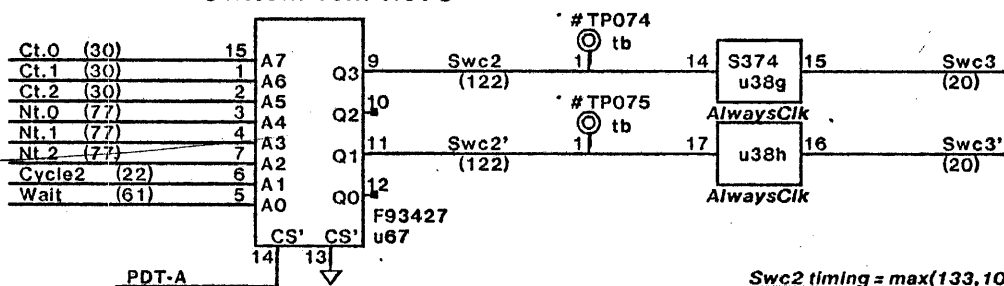 #TP074
tb
Ct.0 (30) 15 A7
Ct.1 (30) 1 A6
Ct.2 (30) 2 A5
Nt.0 (77) 3 A4
Nt.1 (77) 4 A3
Nt.2 (77) 7 A2
Cycle2 (22) 6 A1
Wait (61) 5 A0
Q3 9 Swc2 (122) 1 14 S374 u38g 15 Swc3 (20)
AlwaysClk
Q2 10
#TP075
tb
Q1 11 Swc2' (122) 1 17 u38h 16 Swc3' (20)
AlwaysClk
Q0 12
F93427
u67
CS' CS'
14 13
PDT-A
Swc2 timing = max(133,10